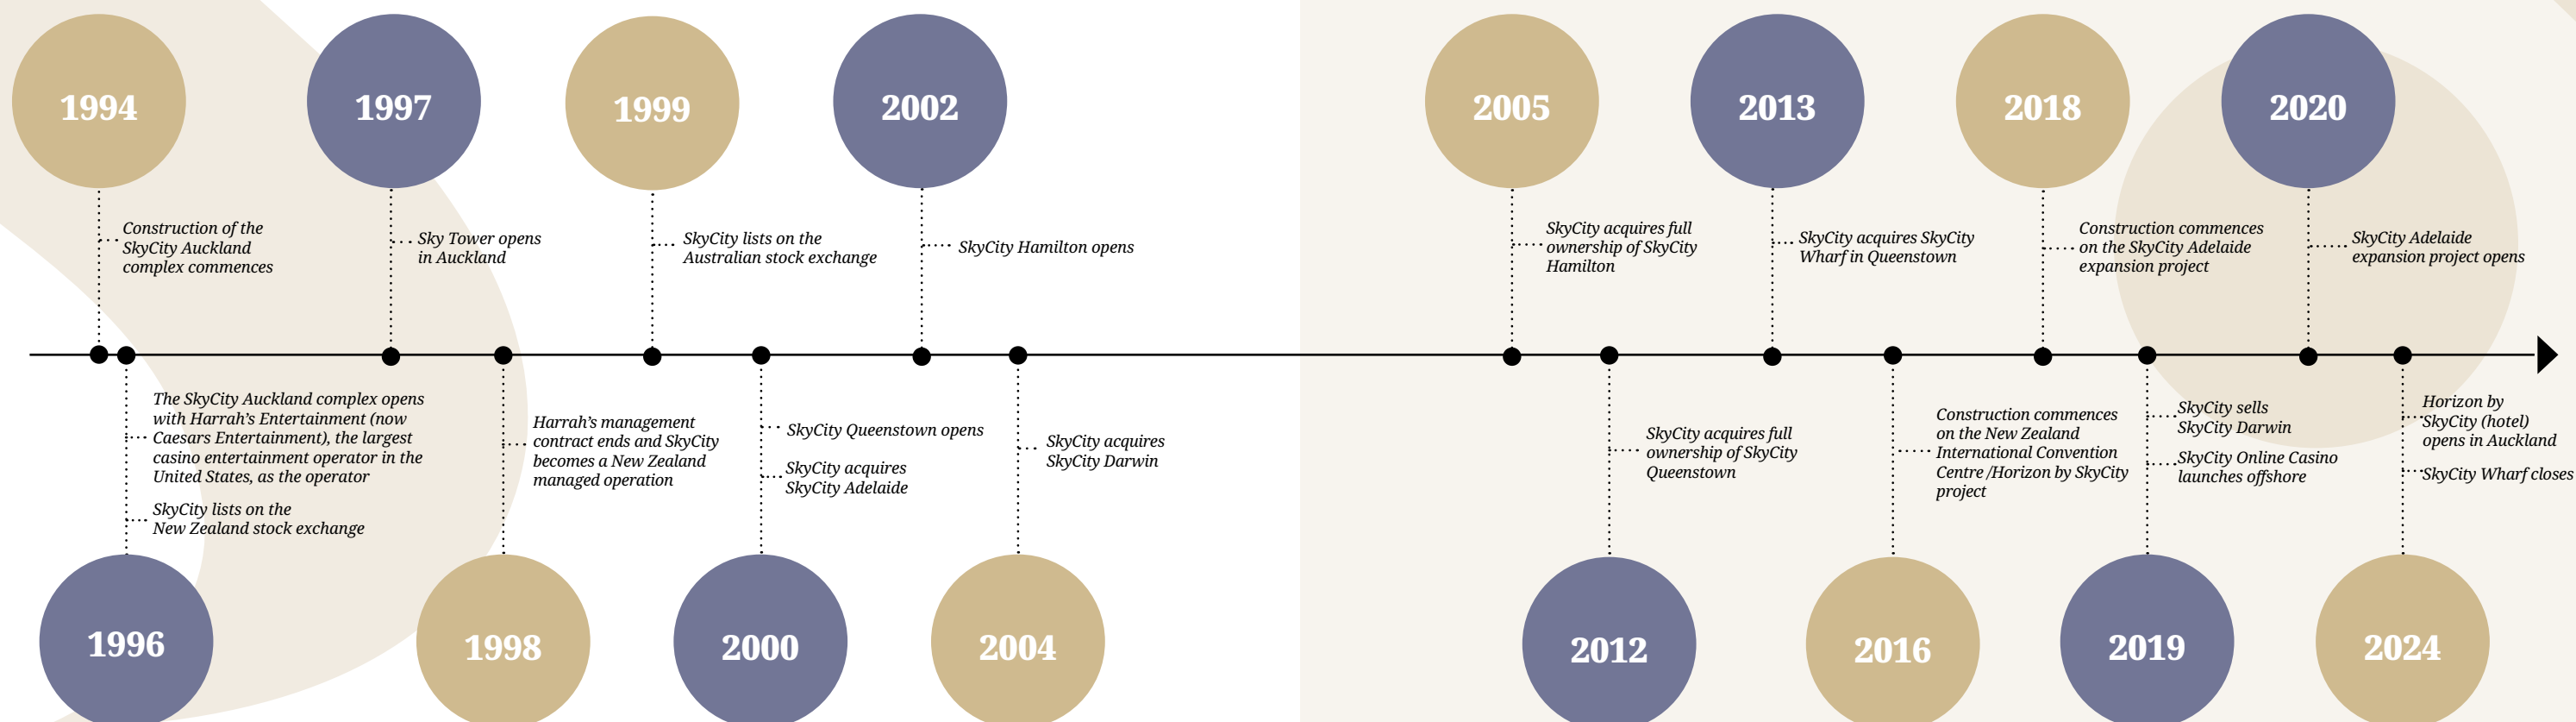 1994
Construction of the
SkyCity Auckland
complex commences
1997
Sky Tower opens
in Auckland
1999
SkyCity lists on the
Australian stock exchange
2002
SkyCity Hamilton opens
2005
SkyCity acquires full
ownership of SkyCity
Hamilton
2013
SkyCity acquires SkyCity
Wharf in Queenstown
2018
Construction commences
on the SkyCity Adelaide
expansion project
2020
SkyCity Adelaide
expansion project opens
The SkyCity Auckland complex opens
with Harrah’s Entertainment (now
Caesars Entertainment), the largest
casino entertainment operator in the
United States, as the operator
SkyCity lists on the
New Zealand stock exchange
1996
Harrah’s management
contract ends and SkyCity
becomes a New Zealand
managed operation
1998
SkyCity Queenstown opens
SkyCity acquires
SkyCity Adelaide
2000
SkyCity acquires
SkyCity Darwin
2004
SkyCity acquires full
ownership of SkyCity
Queenstown
2012
Construction commences
on the New Zealand
International Convention
Centre /Horizon by SkyCity
project
2016
SkyCity sells
SkyCity Darwin
SkyCity Online Casino
launches offshore
2019
Horizon by
SkyCity (hotel)
opens in Auckland
SkyCity Wharf closes
2024